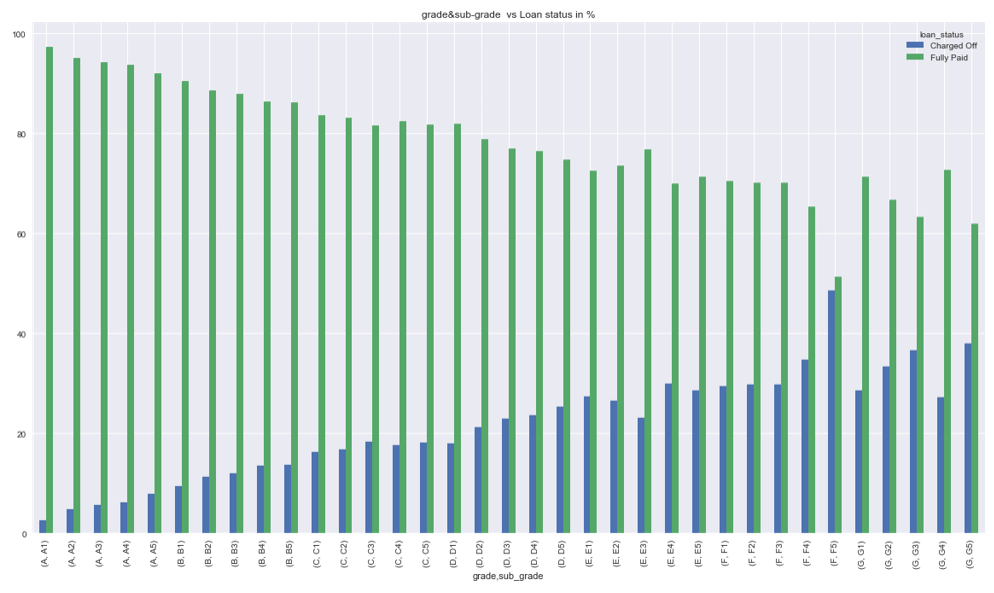 grade&sub-grade  vs Loan status in %
loan_status
Charged Off
Fully Paid
100
80
60
40
20
0
(A, A1)
(A, A2)
(A, A3)
(A, A4)
(A, A5)
(B, B1)
(B, B2)
(B, B3)
(B, B4)
(B, B5)
(C, C1)
(C, C2)
(C, C3)
(C, C4)
(C, C5)
(D, D1)
(D, D2)
(D, D3)
(D, D4)
(D, D5)
(E, E1)
(E, E2)
(E, E3)
(E, E4)
(E, E5)
(F, F1)
(F, F2)
(F, F3)
(F, F4)
(F, F5)
(G, G1)
(G, G2)
(G, G3)
(G, G4)
(G, G5)
grade,sub_grade